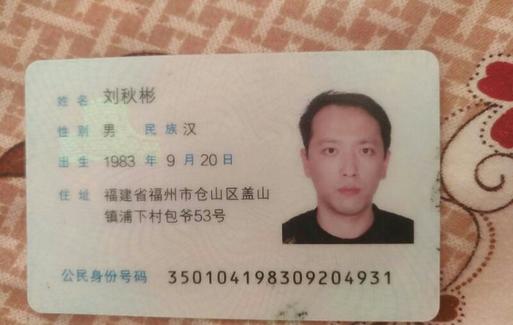 姓名 刘秋彬
性别 男 民族 汉
出生 1983 年 9 月 20 日
住址 福建省福州市仓山区盖山
镇浦下村包爷53号
公民身份号码 350104198309204931